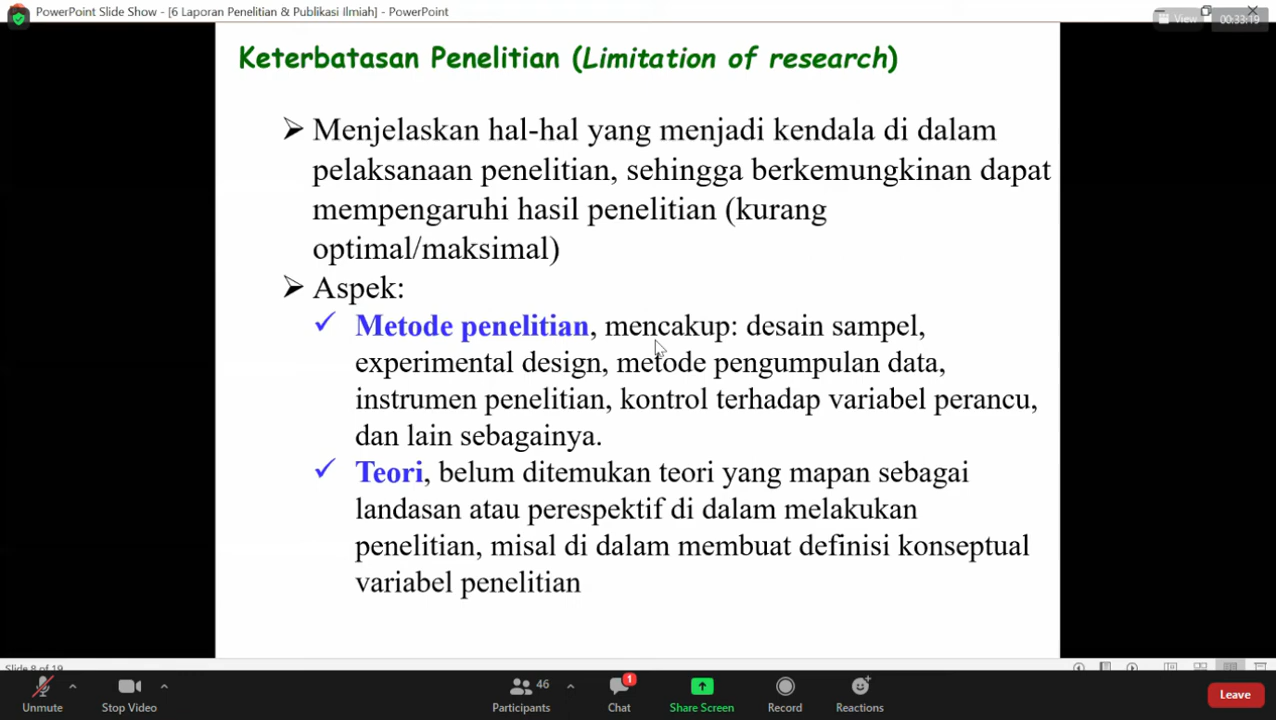 PowerPoint Slide Show - [6 Laporan Penelitian & Publikasi Ilmiah] - PowerPoint
View
00:33:19
Keterbatasan Penelitian (Limitation of research)
➢ Menjelaskan hal-hal yang menjadi kendala di dalam
pelaksanaan penelitian, sehingga berkemungkinan dapat
mempengaruhi hasil penelitian (kurang
optimal/maksimal)
➢ Aspek:
✓ Metode penelitian, mencakup: desain sampel,
experimental design, metode pengumpulan data,
instrumen penelitian, kontrol terhadap variabel perancu,
dan lain sebagainya.
✓ Teori, belum ditemukan teori yang mapan sebagai
landasan atau perespektif di dalam melakukan
penelitian, misal di dalam membuat definisi konseptual
variabel penelitian
Slide 8 of 19
Unmute
Stop Video
46
Participants
1
Chat
Share Screen
Record
Reactions
Leave